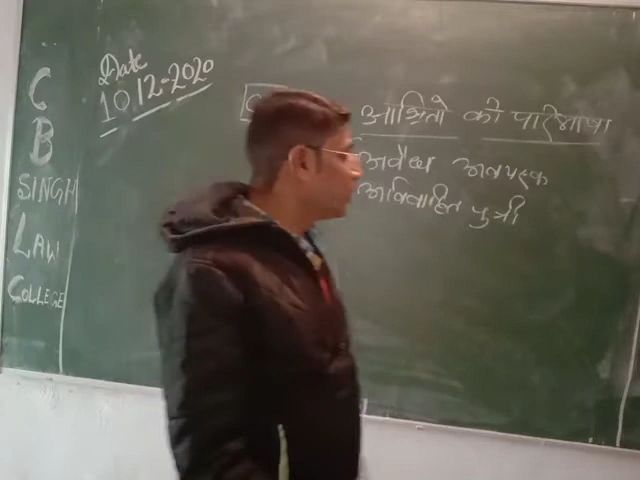 C
B
SINGH
LAW
COLLEGE
Date
10.12-2020
आश्रितो की परिभाषा
अवैध अवयस्क
अविवाहित पुत्री